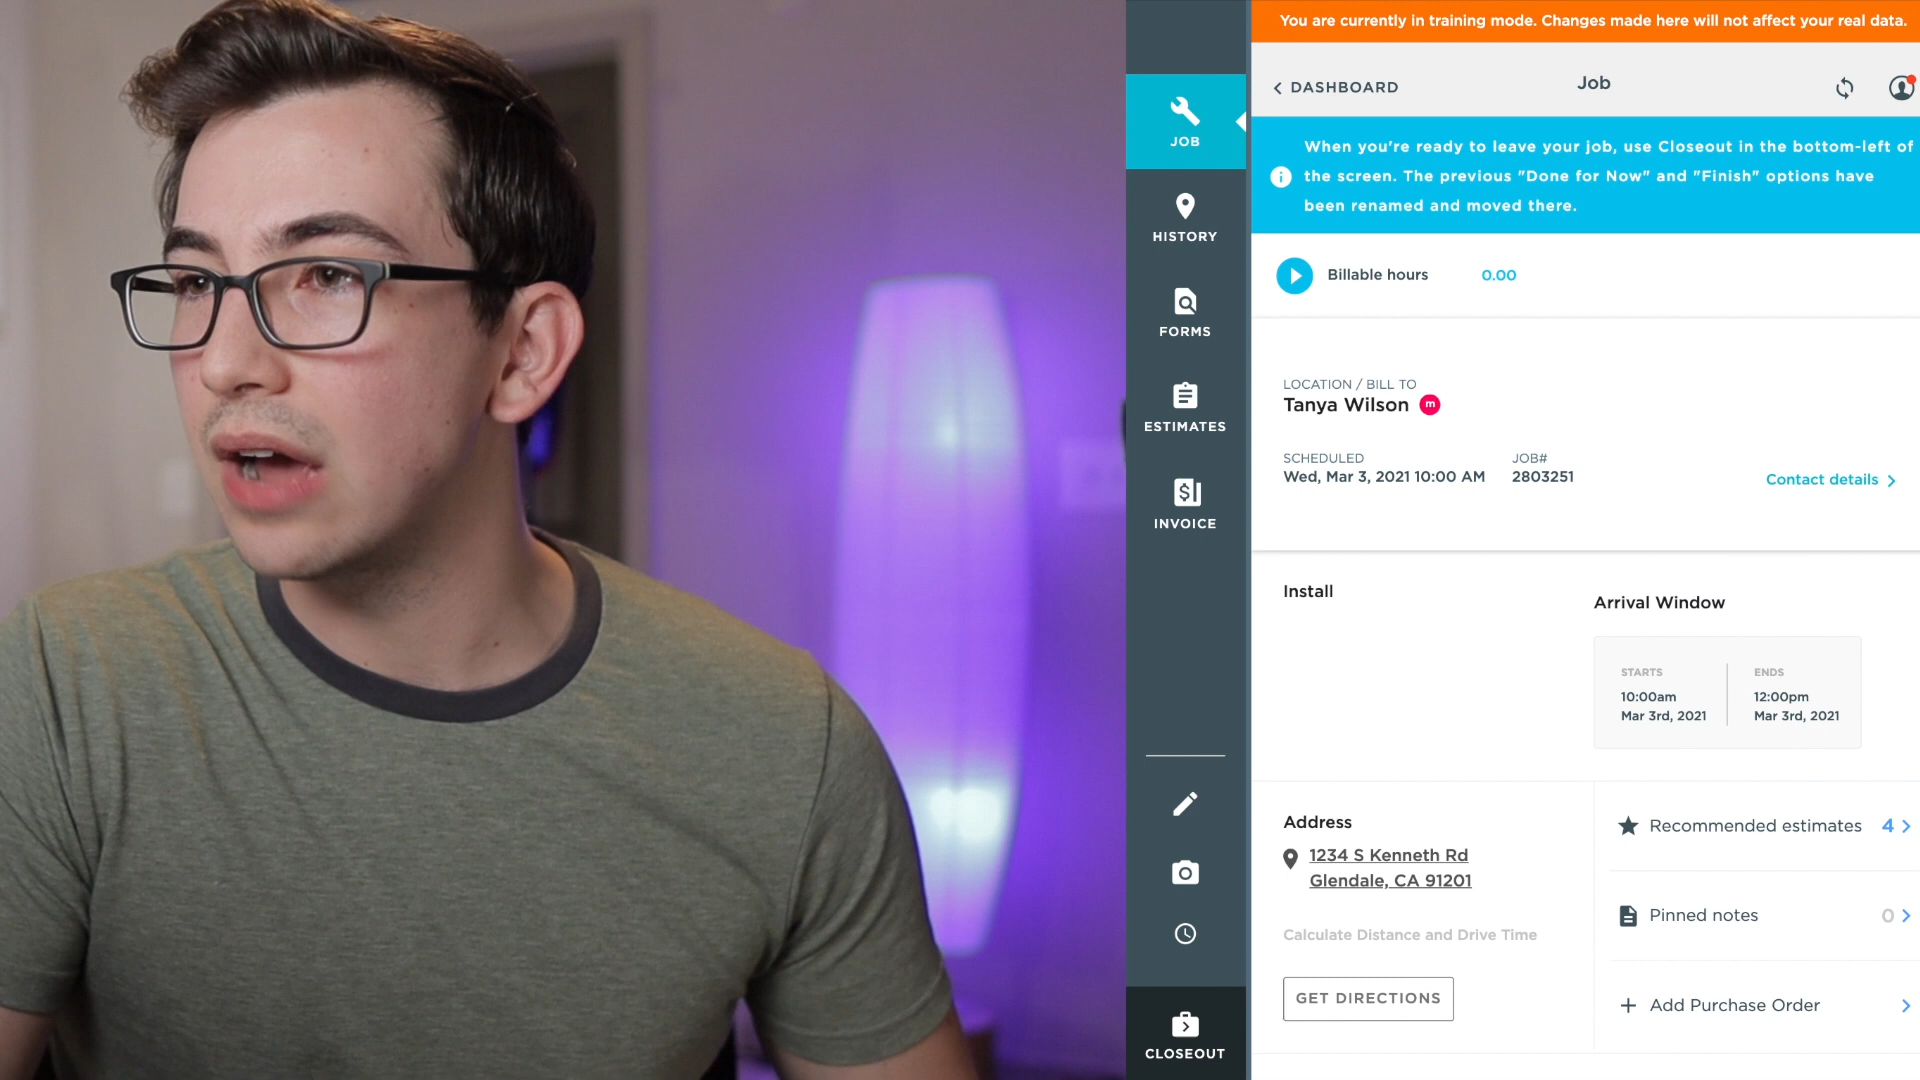 You are currently in training mode. Changes made here will not affect your real data.
DASHBOARD
Job
JOB
When you're ready to leave your job, use Closeout in the bottom-left of
the screen. The previous "Done for Now" and "Finish" options have
been renamed and moved there.
HISTORY
Billable hours 0.00
FORMS
LOCATION / BILL TO
Tanya Wilson m
ESTIMATES
SCHEDULED JOB#
Wed, Mar 3, 2021 10:00 AM 2803251
Contact details
INVOICE
Install
Arrival Window
STARTS ENDS
10:00am 12:00pm
Mar 3rd, 2021 Mar 3rd, 2021
Address
1234 S Kenneth Rd
Glendale, CA 91201
Calculate Distance and Drive Time
GET DIRECTIONS
Recommended estimates 4
Pinned notes 0
Add Purchase Order
CLOSEOUT